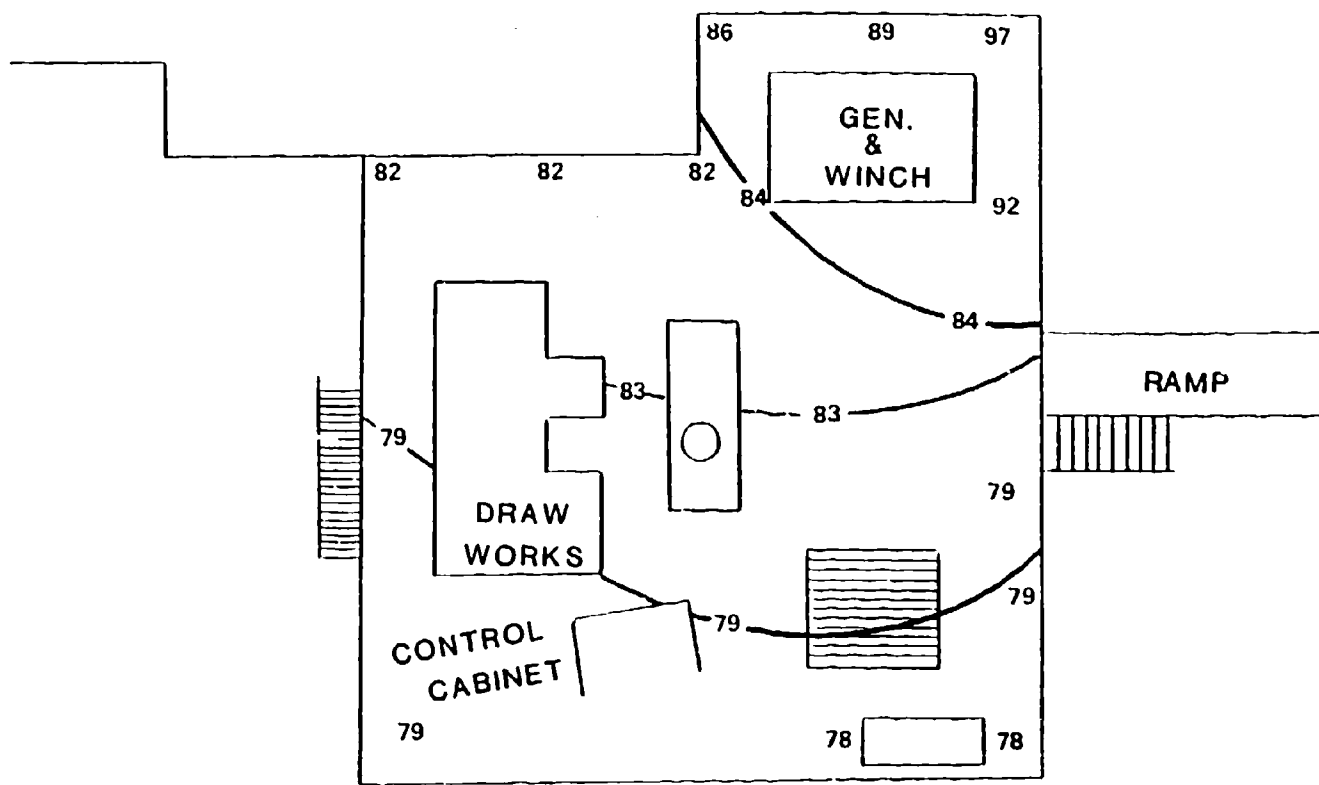 86 89 97
GEN.
&
WINCH
82 82 82
84
92
84
RAMP
83
83
79
79
DRAW
WORKS
79
79
CONTROL
CABINET
79
78 78